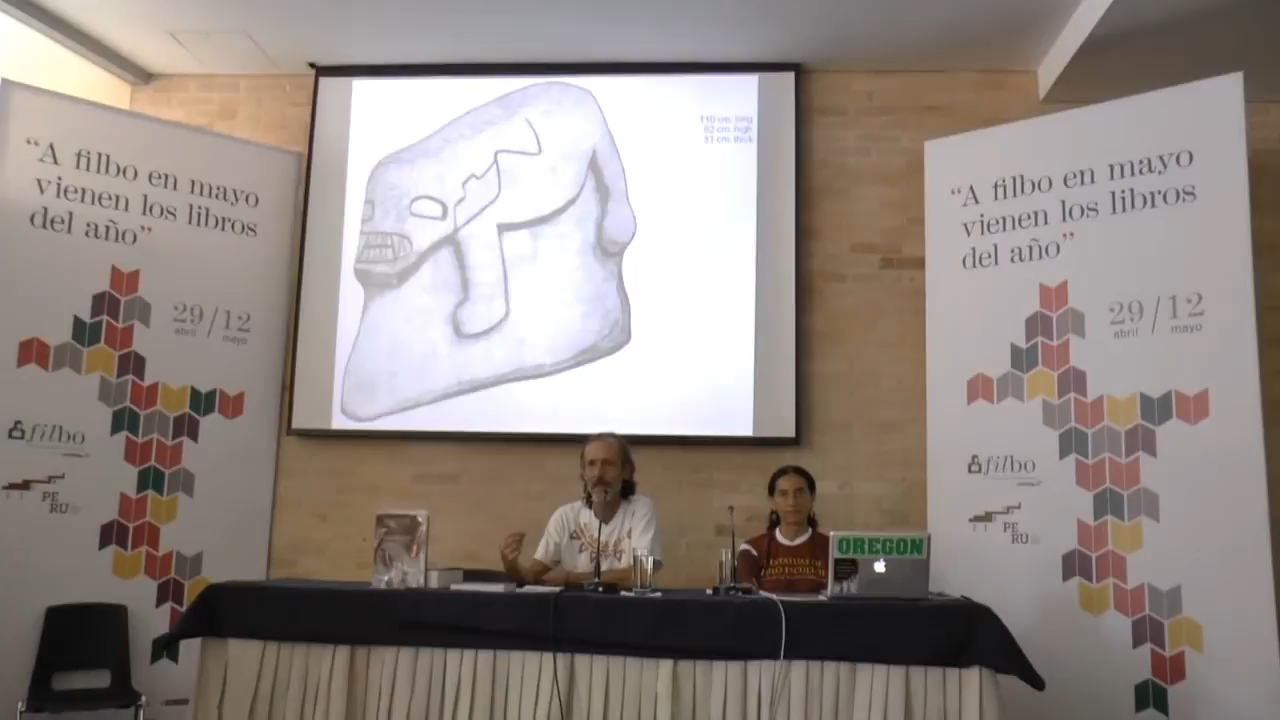 “A filbo en mayo
vienen los libros
del año”
29/12
abril mayo
filbo
PE
RU
110 cm. long
82 cm. high
31 cm. thick
OREGON
“A filbo en mayo
vienen los libros
del año”
29/12
abril mayo
filbo
PE
RU